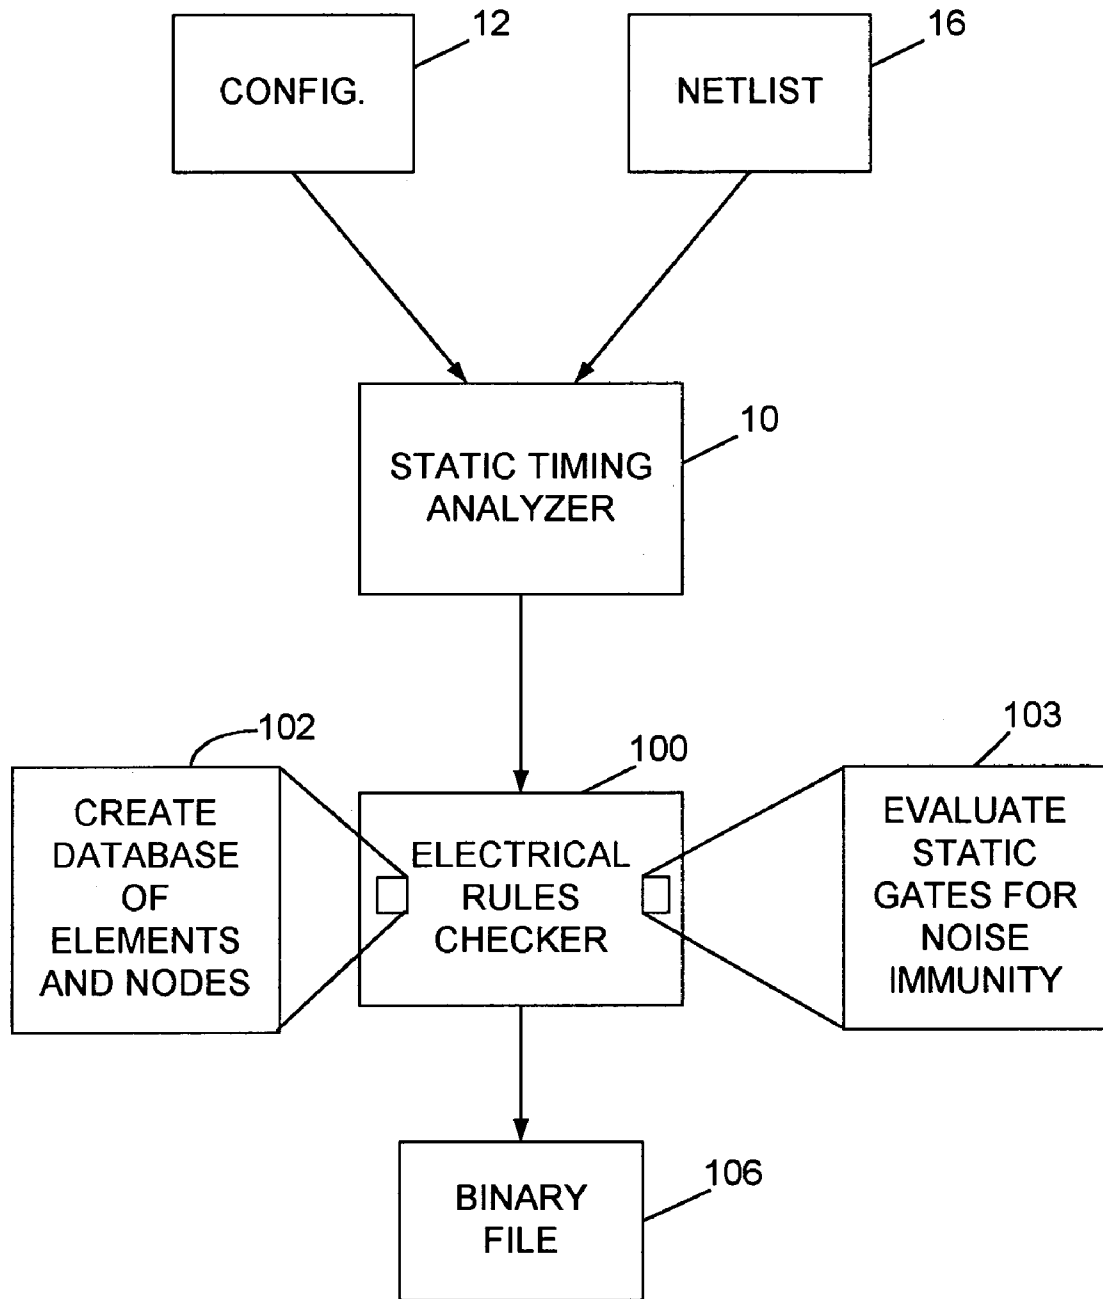 12
16
CONFIG.
NETLIST
10
STATIC TIMING
ANALYZER
102
100
103
CREATE
DATABASE
OF
ELEMENTS
AND NODES
ELECTRICAL
RULES
CHECKER
EVALUATE
STATIC
GATES FOR
NOISE
IMMUNITY
106
BINARY
FILE